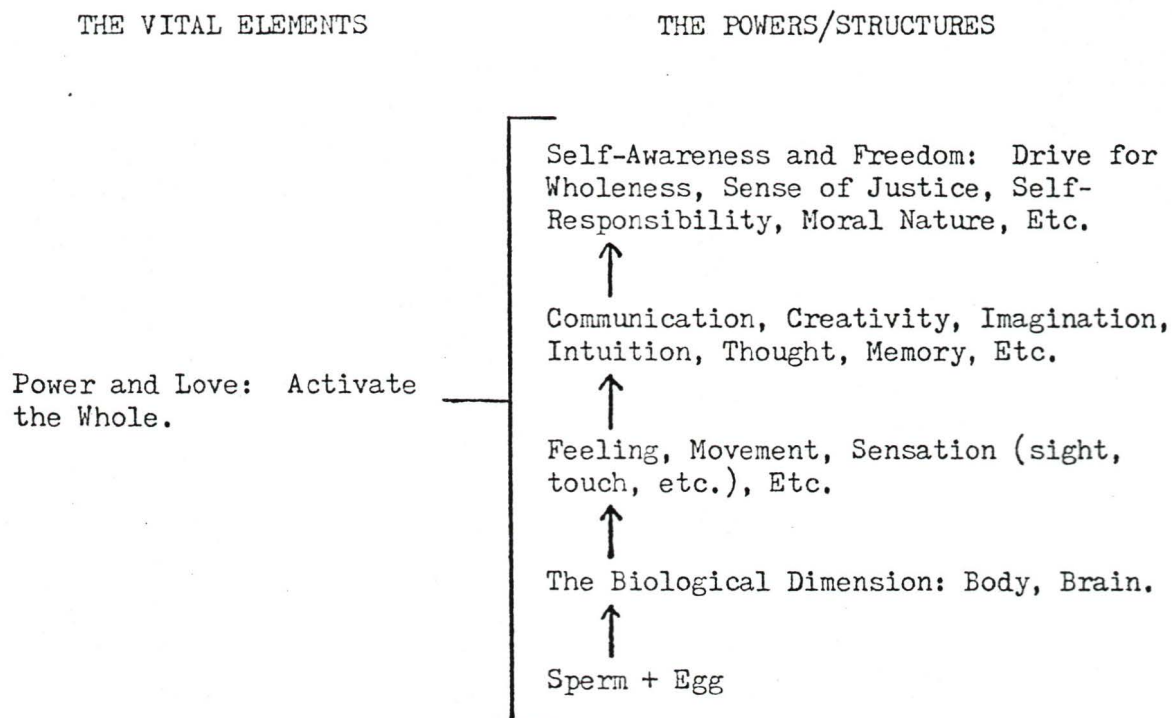 THE VITAL ELEMENTS
THE POWERS/STRUCTURES
Self-Awareness and Freedom: Drive for
Wholeness, Sense of Justice, Self-
Responsibility, Moral Nature, Etc.
Communication, Creativity, Imagination,
Intuition, Thought, Memory, Etc.
Power and Love: Activate
the Whole.
Feeling, Movement, Sensation (sight,
touch, etc.), Etc.
The Biological Dimension: Body, Brain.
Sperm + Egg